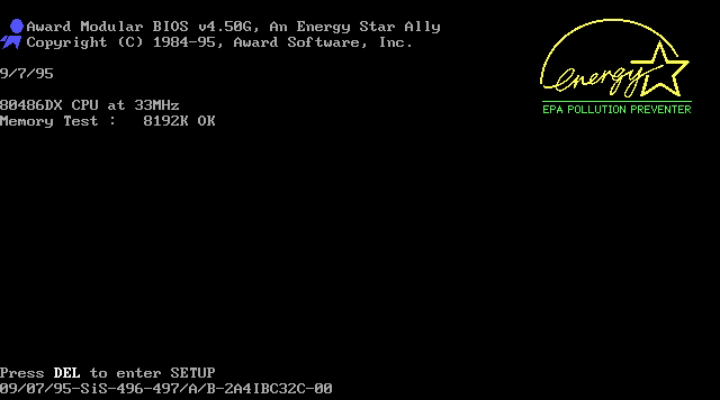 Award Modular BIOS v4.50G, An Energy Star Ally
Copyright (C) 1984-95, Award Software, Inc.
energy
EPA POLLUTION PREVENTER
9/7/95
80486DX CPU at 33MHz
Memory Test :   8192K OK
Press DEL to enter SETUP
09/07/95-SiS-496-497/A/B-2A4IBC32C-00